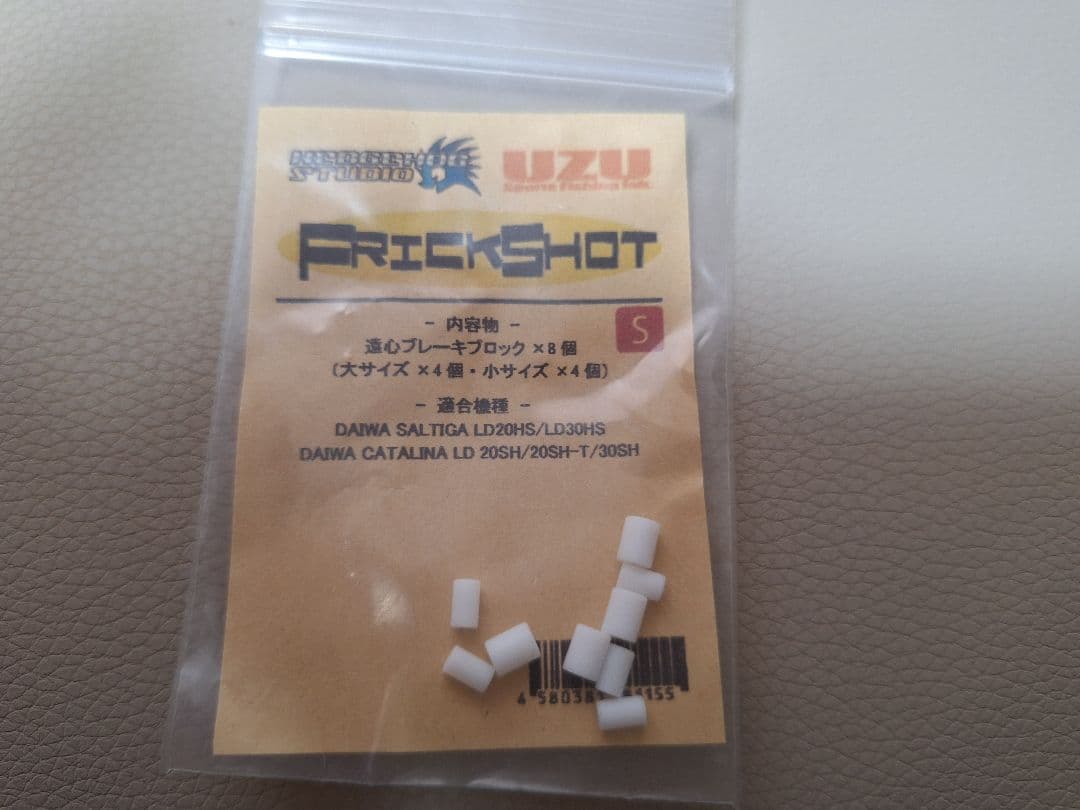 HEDGEHOG
STUDIO
UZU
FRICKSHOT
- 内容物 -
S
遠心ブレーキブロック ×8個
(大サイズ ×4個・小サイズ ×4個)
- 適合機種 -
DAIWA SALTIGA LD20HS/LD30HS
DAIWA CATALINA LD 20SH/20SH-T/30SH